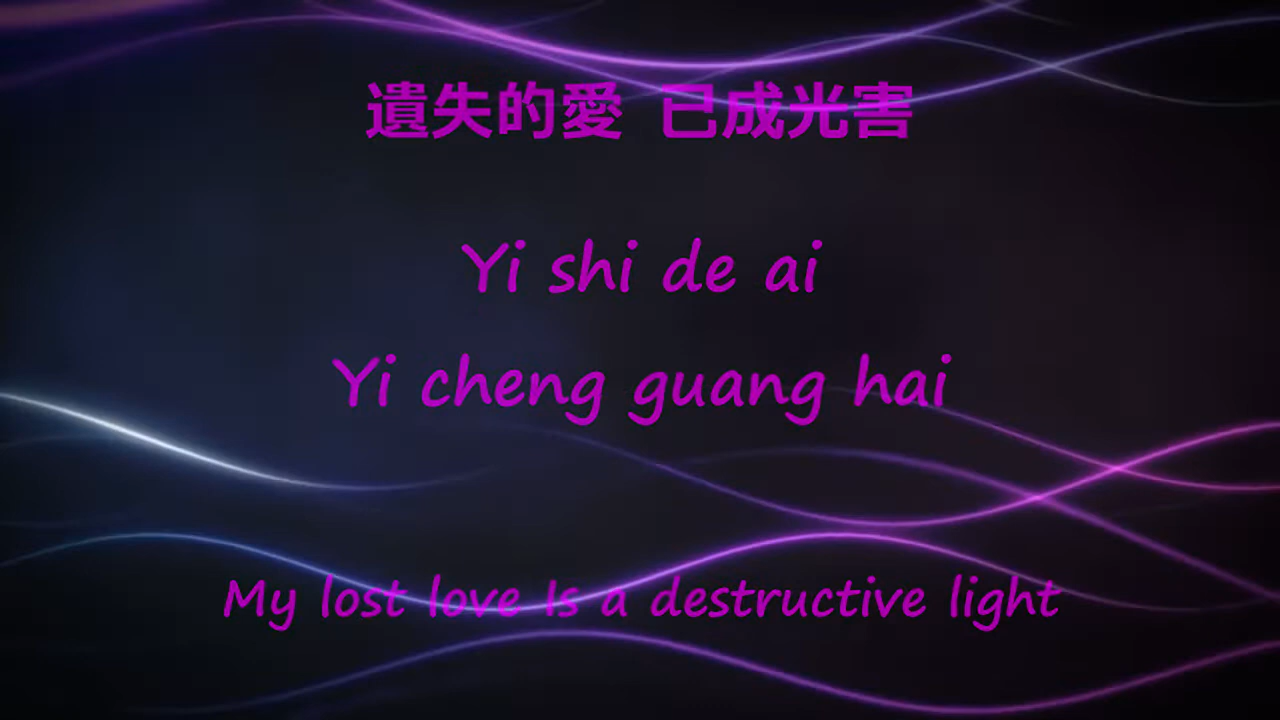 遺失的愛 已成光害
Yi shi de ai
Yi cheng guang hai
My lost love Is a destructive light